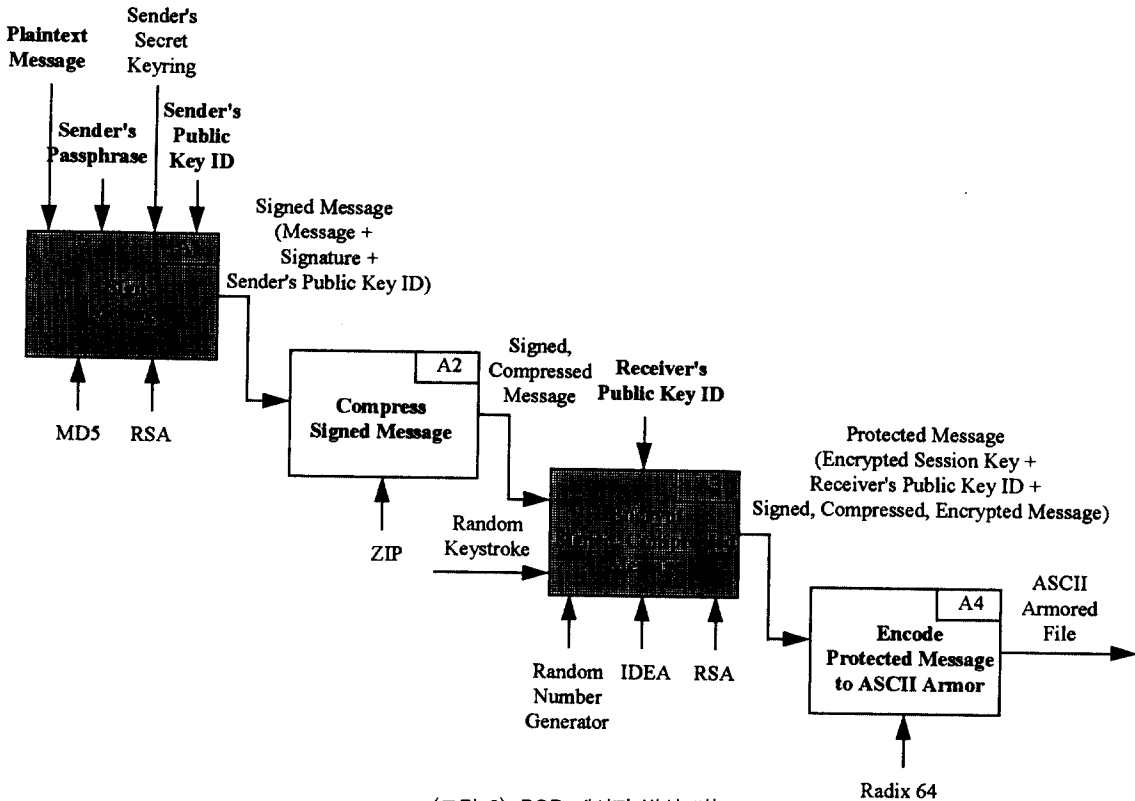 Plaintext
Message
Sender's
Secret
Keyring
Sender's
Passphrase
Sender's
Public
Key ID
Signed Message
(Message +
Signature +
Sender's Public Key ID)
MD5
RSA
A2
Compress
Signed Message
ZIP
Signed,
Compressed
Message
Receiver's
Public Key ID
Random
Keystroke
Random
Number
Generator
IDEA
RSA
Protected Message
(Encrypted Session Key +
Receiver's Public Key ID +
Signed, Compressed, Encrypted Message)
A4
Encode
Protected Message
to ASCII Armor
ASCII
Armored
File
Radix 64